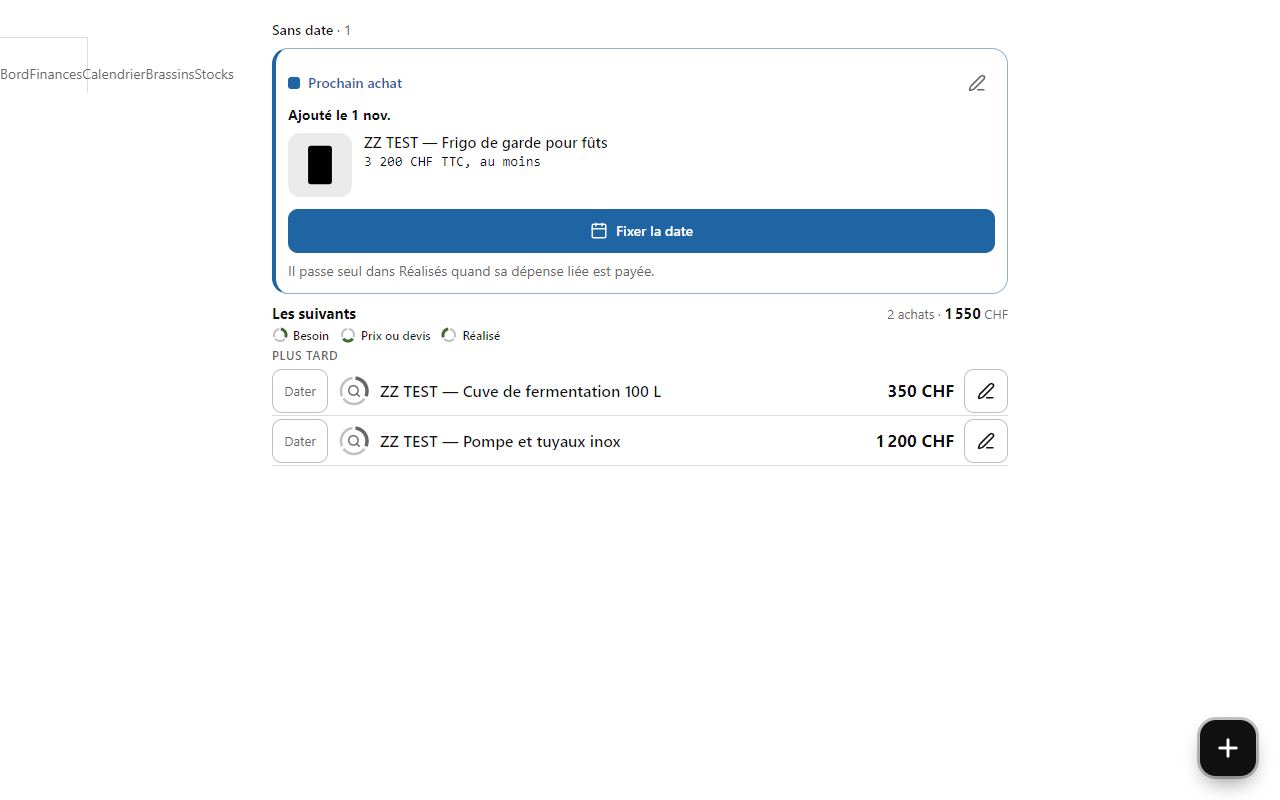 Sans date · 1
BordFinancesCalendrierBrassinsStocks
Prochain achat
Ajouté le 1 nov.
ZZ TEST — Frigo de garde pour fûts
3 200 CHF TTC, au moins
Fixer la date
Il passe seul dans Réalisés quand sa dépense liée est payée.
Les suivants
2 achats · 1 550 CHF
Besoin
Prix ou devis
Réalisé
PLUS TARD
Dater
ZZ TEST — Cuve de fermentation 100 L
350 CHF
Dater
ZZ TEST — Pompe et tuyaux inox
1 200 CHF